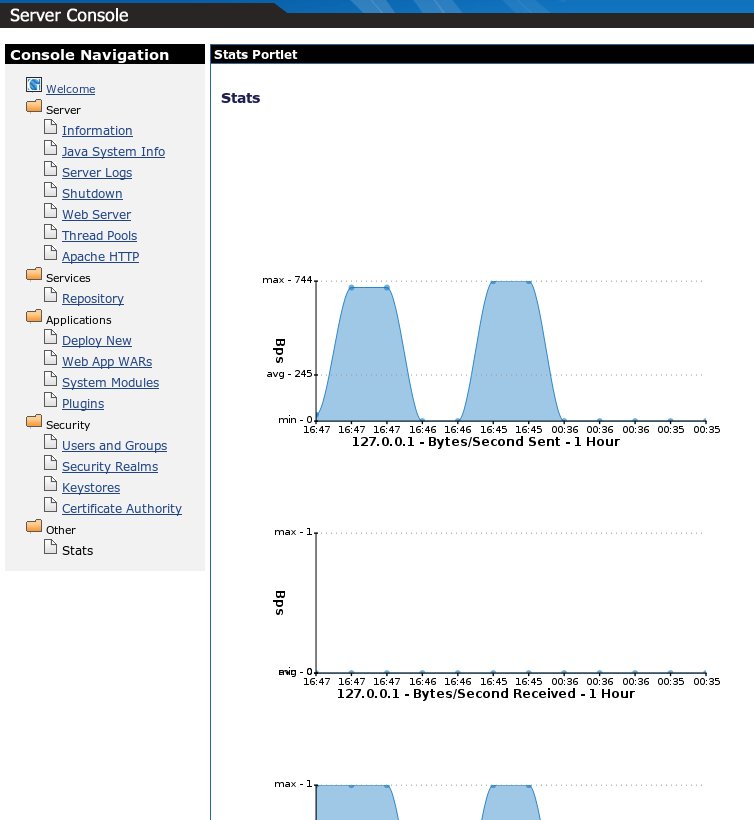 Server Console
Console Navigation
Welcome
Server
Information
Java System Info
Server Logs
Shutdown
Web Server
Thread Pools
Apache HTTP
Services
Repository
Applications
Deploy New
Web App WARs
System Modules
Plugins
Security
Users and Groups
Security Realms
Keystores
Certificate Authority
Other
Stats
Stats Portlet
Stats
max - 744
Bps
avg - 245
min - 0
16:47 16:47 16:47 16:46 16:46 16:45 16:45 00:36 00:36 00:36 00:35 00:35
127.0.0.1 - Bytes/Second Sent - 1 Hour
max - 1
Bps
- 0
16:47 16:47 16:47 16:46 16:46 16:45 16:45 00:36 00:36 00:36 00:35 00:35
127.0.0.1 - Bytes/Second Received - 1 Hour
max - 1